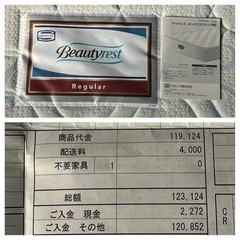 Beautyrest
Regular
商品代金 119,124
配送料 4,000
不要家具 1 0
総額 123,124
ご入金 現金 2,272
ご入金 その他 120,852
C
R